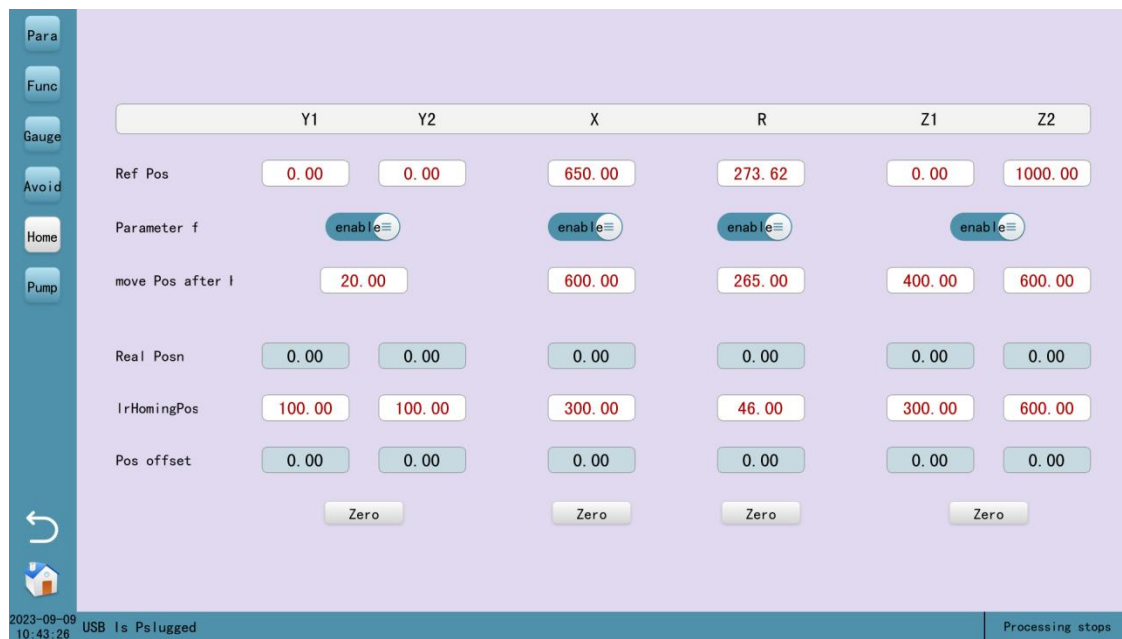 Para
Func
Gauge
Avoid
Home
Pump
Y1 Y2 X R Z1 Z2
Ref Pos 0.00 0.00 650.00 273.62 0.00 1000.00
Parameter f enable enable enable enable
move Pos after 20.00 600.00 265.00 400.00 600.00
Real Posn 0.00 0.00 0.00 0.00 0.00 0.00
IrHomingPos 100.00 100.00 300.00 46.00 300.00 600.00
Pos offset 0.00 0.00 0.00 0.00 0.00 0.00
Zero Zero Zero Zero
2023-09-09
10:43:26
USB Is Pslugged
Processing stops